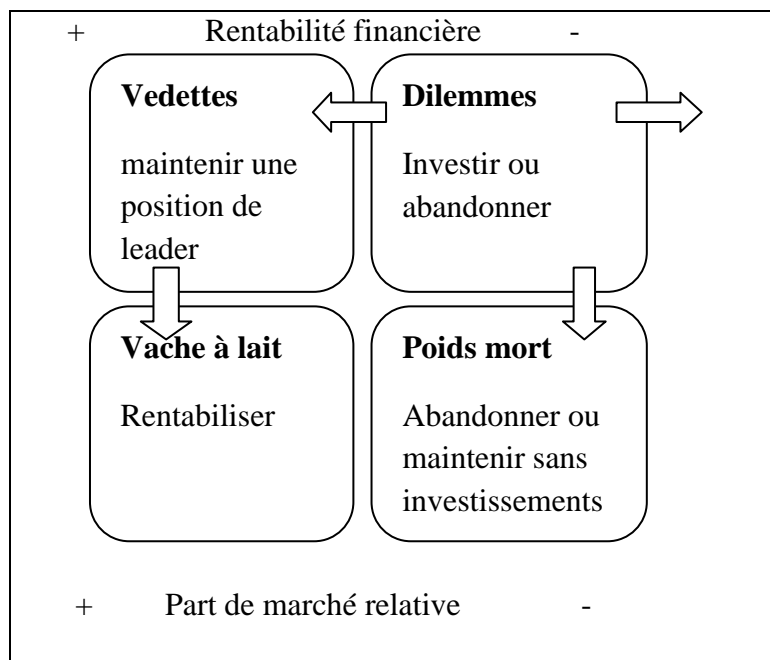 + Rentabilité financière -
Vedettes
maintenir une
position de
leader
Dilemmes
Investir ou
abandonner
Vache à lait
Rentabiliser
Poids mort
Abandonner ou
maintenir sans
investissements
+ Part de marché relative -